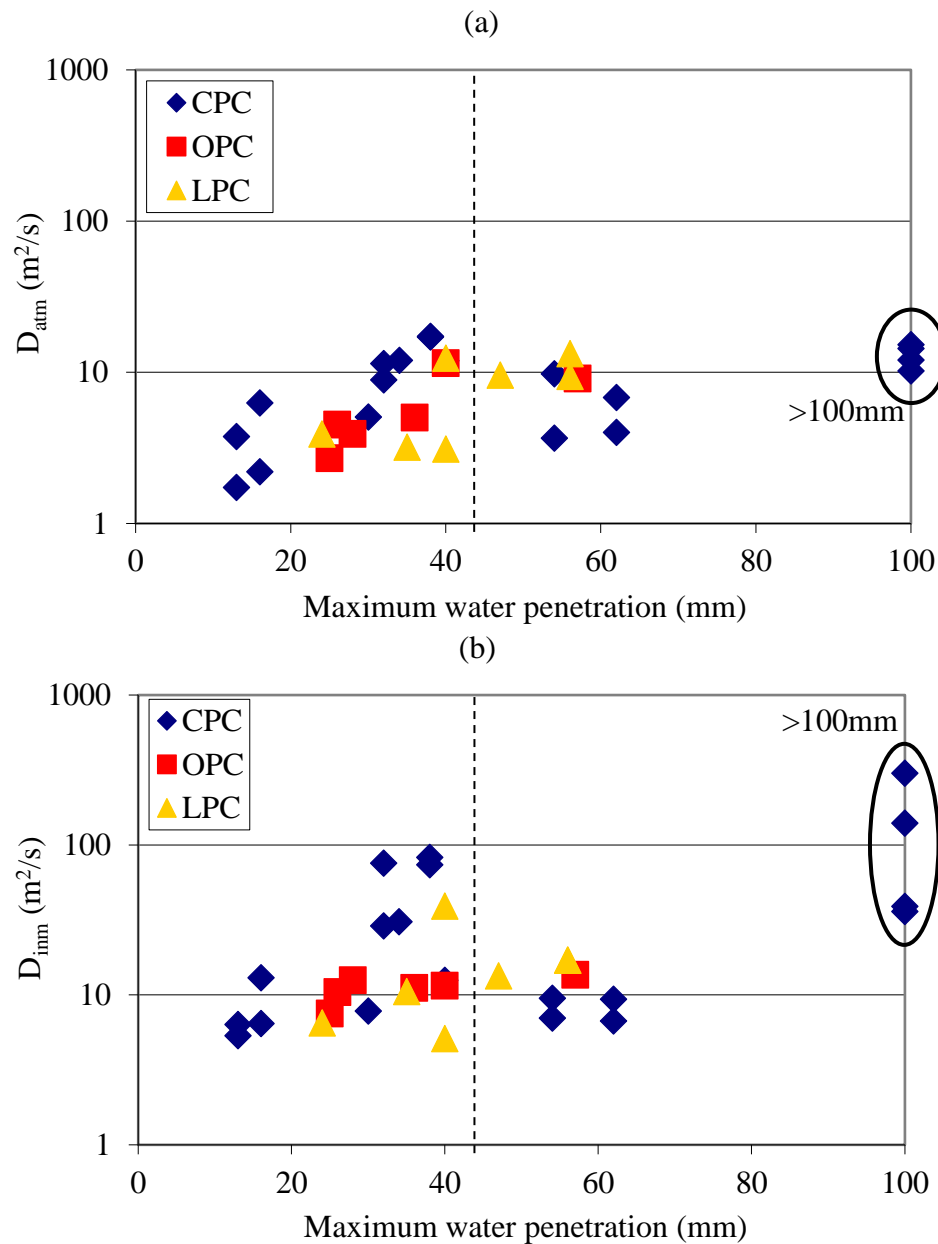 (a)
1000
100
10
1
D_atm (m²/s)
CPC
OPC
LPC
>100mm
0 20 40 60 80 100
Maximum water penetration (mm)
(b)
1000
100
10
1
D_inm (m²/s)
CPC
OPC
LPC
>100mm
0 20 40 60 80 100
Maximum water penetration (mm)